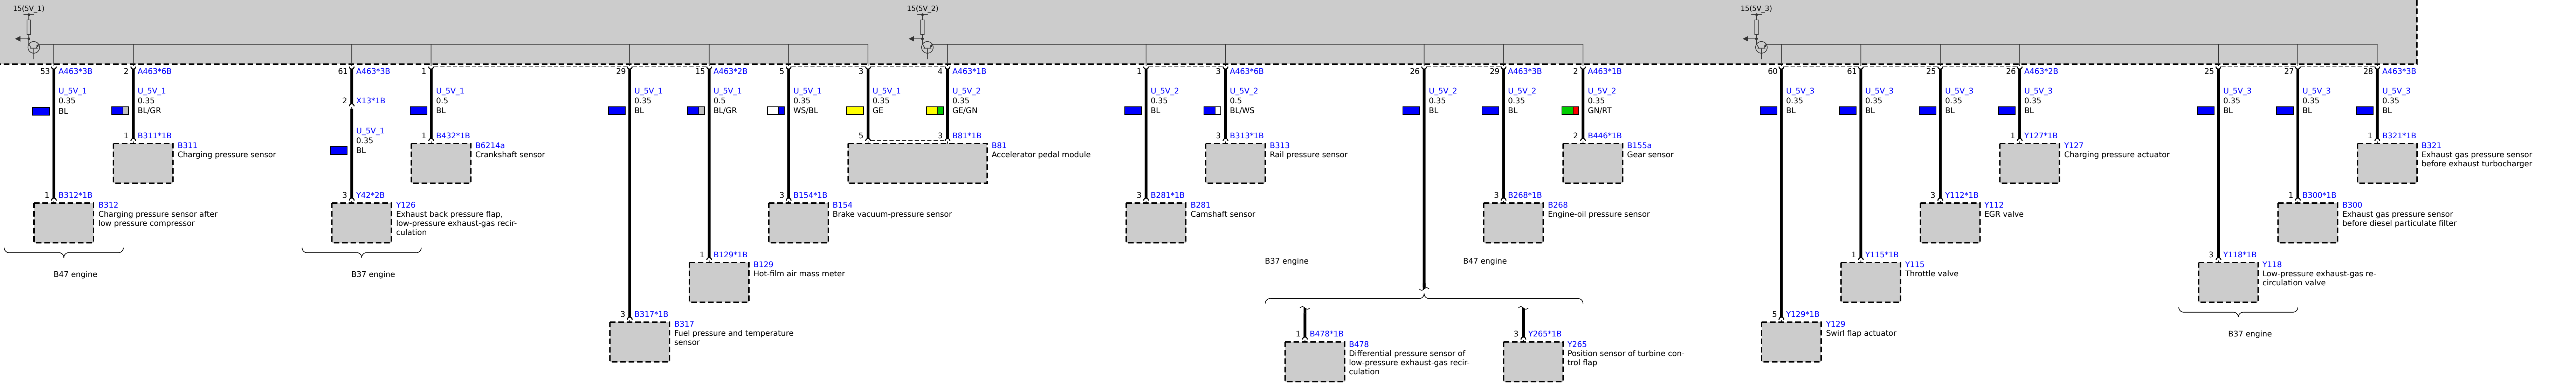 15(5V_1)
15(5V_2)
15(5V_3)
53 A463*3B
2 A463*6B
61 A463*3B
1
29
15 A463*2B
5
3
4 A463*1B
1
3 A463*6B
26
29 A463*3B
2 A463*1B
60
61
25
26 A463*2B
25
27
28 A463*3B
U_5V_1
0.35
BL
U_5V_1
0.35
BL/GR
2 X13*1B
U_5V_1
0.35
BL
U_5V_1
0.5
BL
U_5V_1
0.35
BL
U_5V_1
0.5
BL/GR
U_5V_1
0.35
WS/BL
U_5V_1
0.35
GE
U_5V_2
0.35
GE/GN
U_5V_2
0.35
BL
U_5V_2
0.5
BL/WS
U_5V_2
0.35
BL
U_5V_2
0.35
BL
U_5V_2
0.35
GN/RT
U_5V_3
0.35
BL
U_5V_3
0.35
BL
U_5V_3
0.35
BL
U_5V_3
0.35
BL
U_5V_3
0.35
BL
U_5V_3
0.35
BL
U_5V_3
0.35
BL
1 B311*1B
B311
Charging pressure sensor
1 B432*1B
B6214a
Crankshaft sensor
5
3 B81*1B
B81
Accelerator pedal module
3 B313*1B
B313
Rail pressure sensor
2 B446*1B
B155a
Gear sensor
1 Y127*1B
Y127
Charging pressure actuator
1 B321*1B
B321
Exhaust gas pressure sensor
before exhaust turbocharger
1 B312*1B
B312
Charging pressure sensor after
low pressure compressor
3 Y42*2B
Y126
Exhaust back pressure flap,
low-pressure exhaust-gas recir-
culation
3 B154*1B
B154
Brake vacuum-pressure sensor
3 B281*1B
B281
Camshaft sensor
3 B268*1B
B268
Engine-oil pressure sensor
3 Y112*1B
Y112
EGR valve
1 B300*1B
B300
Exhaust gas pressure sensor
before diesel particulate filter
B47 engine
B37 engine
1 B129*1B
B129
Hot-film air mass meter
B37 engine
B47 engine
1 Y115*1B
Y115
Throttle valve
3 Y118*1B
Y118
Low-pressure exhaust-gas re-
circulation valve
3 B317*1B
B317
Fuel pressure and temperature
sensor
5 Y129*1B
Y129
Swirl flap actuator
B37 engine
1 B478*1B
B478
Differential pressure sensor of
low-pressure exhaust-gas recir-
culation
3 Y265*1B
Y265
Position sensor of turbine con-
trol flap